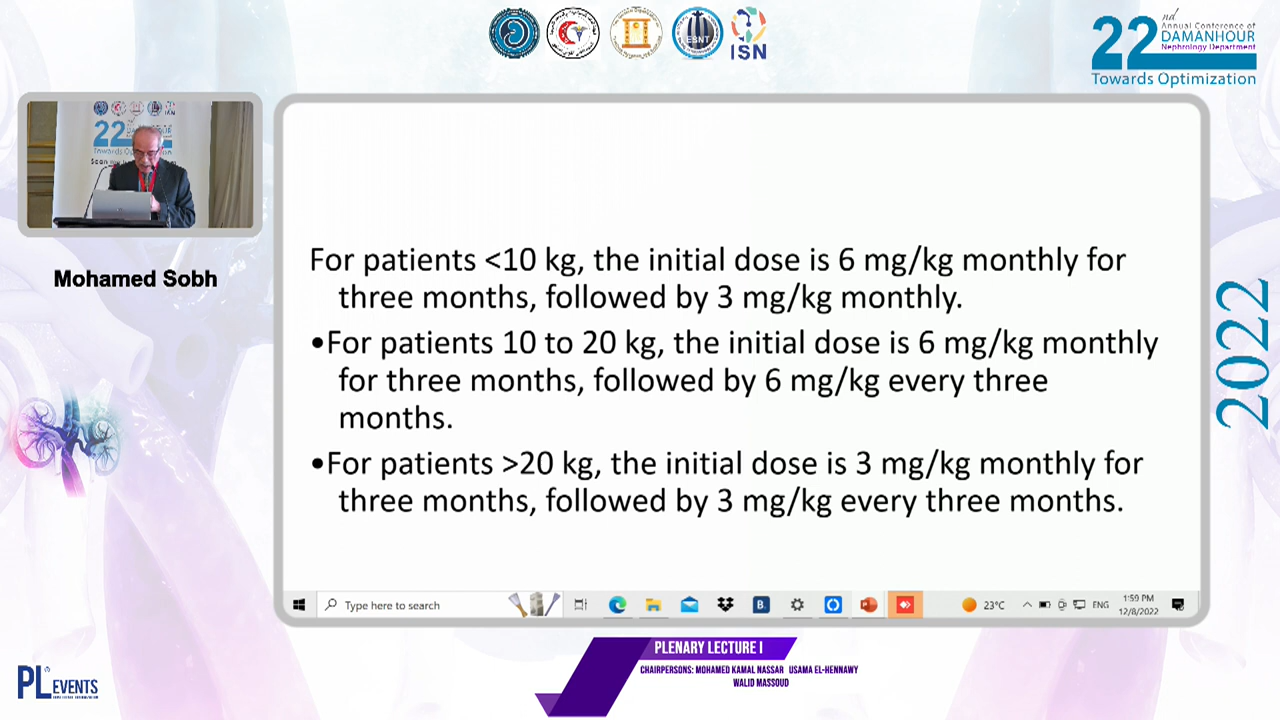 ESNT
ISN
22nd
Annual Conference of
DAMANHOUR
Nephrology Department
Towards Optimization
22
Towards Optimization
Mohamed Sobh
For patients <10 kg, the initial dose is 6 mg/kg monthly for
three months, followed by 3 mg/kg monthly.
•For patients 10 to 20 kg, the initial dose is 6 mg/kg monthly
for three months, followed by 6 mg/kg every three
months.
•For patients >20 kg, the initial dose is 3 mg/kg monthly for
three months, followed by 3 mg/kg every three months.
2022
Type here to search
B.
23°C
ENG
1:59 PM
12/8/2022
PLENARY LECTURE I
CHAIRPERSONS: MOHAMED KAMAL NASSAR USAMA EL-HENNAWY
WALID MASSOUD
PL EVENTS